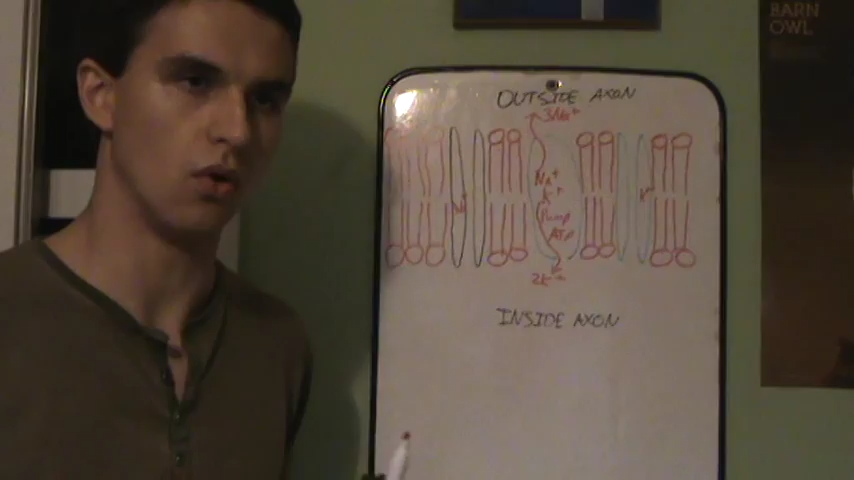 BARN
OWL
OUTSIDE AXON
3Na+
Na+
K+
Pump
ATP
2K+
INSIDE AXON